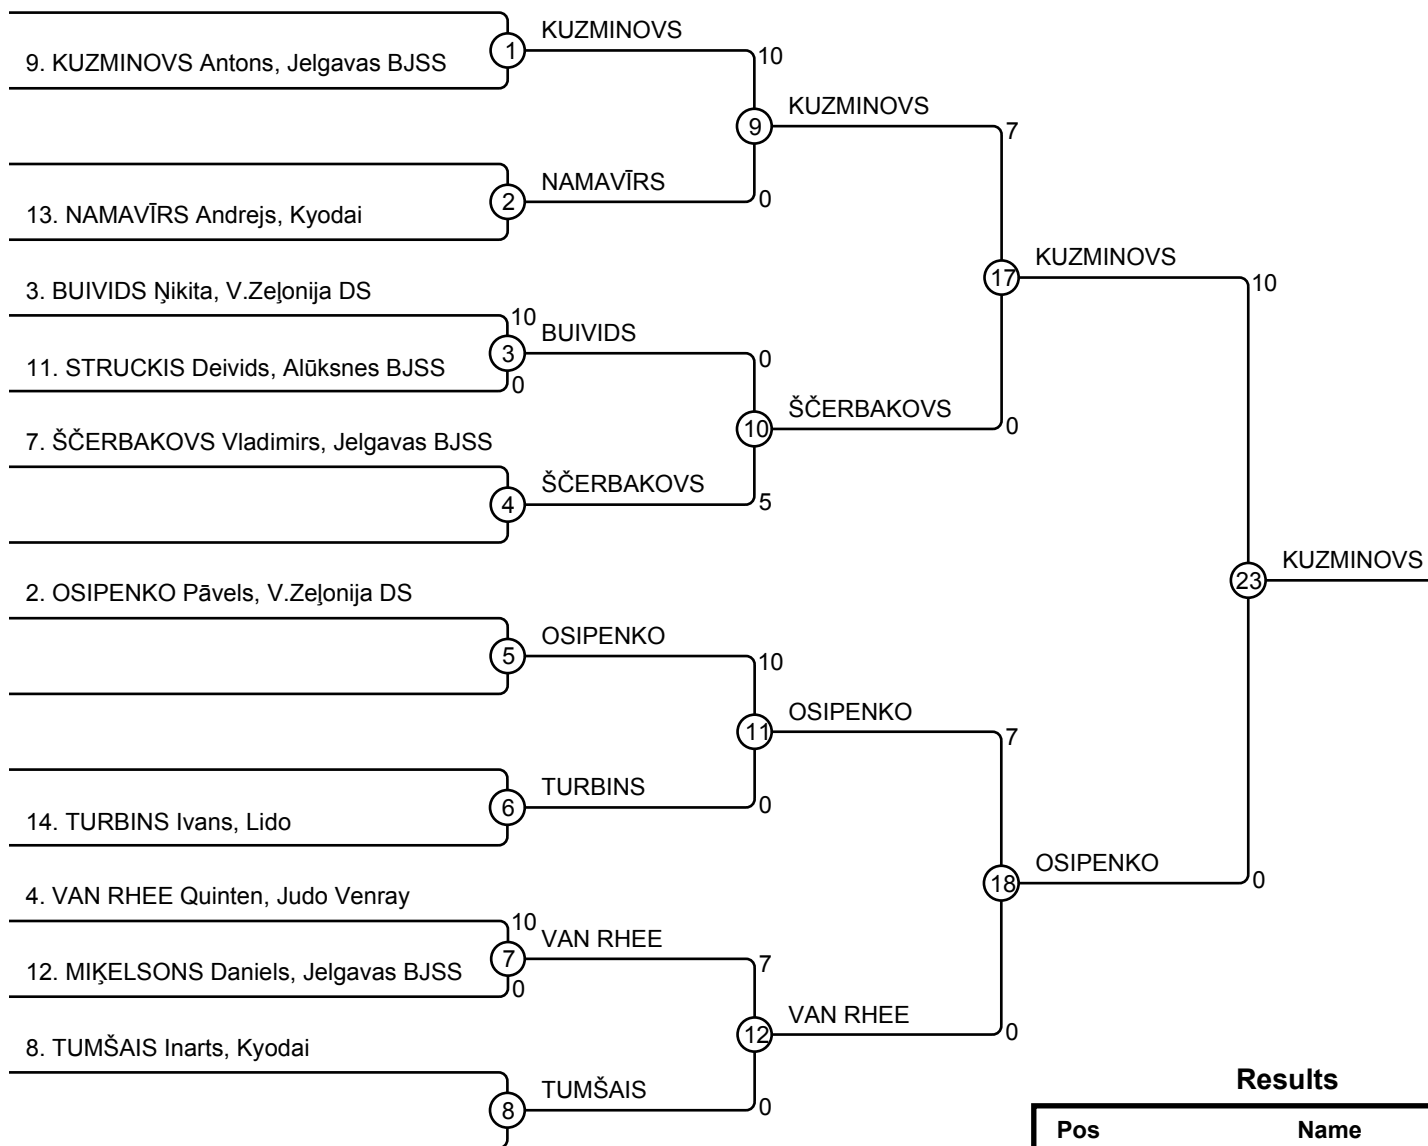 KUZMINOVS
1
10
9. KUZMINOVS Antons, Jelgavas BJSS
KUZMINOVS
9
7
NAMAVĪRS
2
0
13. NAMAVĪRS Andrejs, Kyodai
KUZMINOVS
17
10
3. BUIVIDS Ņikita, V.Zeļonija DS
10
BUIVIDS
3
0
11. STRUCKIS Deivids, Alūksnes BJSS
0
ŠČERBAKOVS
10
0
7. ŠČERBAKOVS Vladimirs, Jelgavas BJSS
ŠČERBAKOVS
4
5
KUZMINOVS
23
2. OSIPENKO Pāvels, V.Zeļonija DS
OSIPENKO
5
10
OSIPENKO
11
7
TURBINS
6
0
14. TURBINS Ivans, Lido
OSIPENKO
18
0
4. VAN RHEE Quinten, Judo Venray
10
VAN RHEE
7
7
12. MIĶELSONS Daniels, Jelgavas BJSS
0
VAN RHEE
12
0
8. TUMŠAIS Inarts, Kyodai
TUMŠAIS
8
0
Results
Pos Name